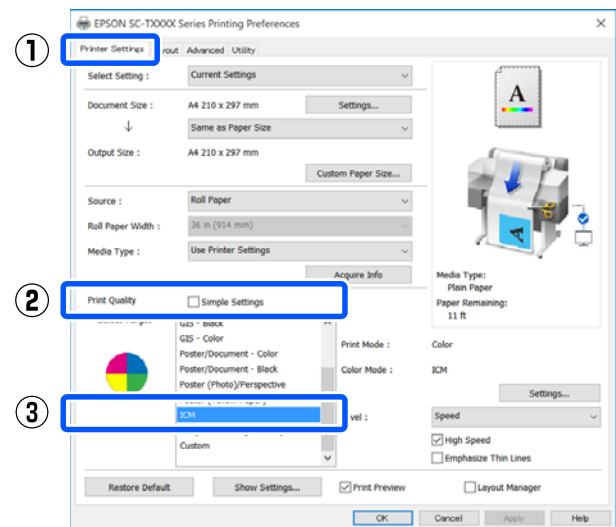 EPSON SC-TXXXX Series Printing Preferences
①
Printer Settings yout Advanced Utility
Select Setting : Current Settings
Document Size : A4 210 x 297 mm Settings...
Same as Paper Size
Output Size : A4 210 x 297 mm
Custom Paper Size...
Source : Roll Paper
Roll Paper Width : 36 in (914 mm)
Media Type : Use Printer Settings
Acquire Info
A
Media Type:
Plain Paper
Paper Remaining:
11 ft
②
Print Quality Simple Settings
GIS - Black
GIS - Color
Poster/Document - Color
Poster/Document - Black
Poster (Photo)/Perspective
③
ICM
Custom
Print Mode : Color
Color Mode : ICM
Settings...
vel : Speed
High Speed
Emphasize Thin Lines
Restore Default Show Settings... Print Preview Layout Manager
OK Cancel Apply Help